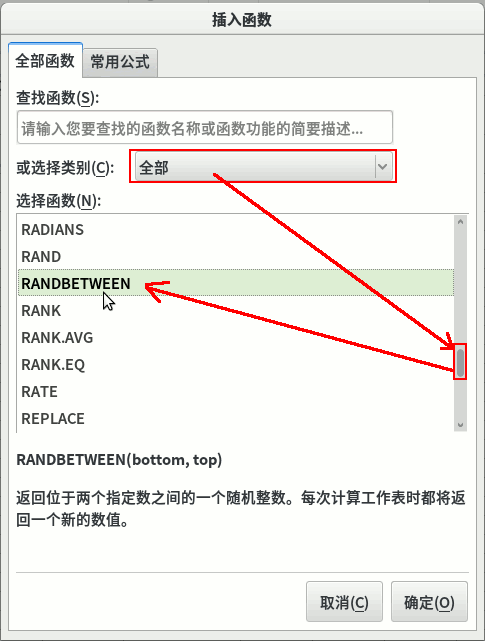 插入函数
全部函数 常用公式
查找函数(S):
请输入您要查找的函数名称或函数功能的简要描述...
或选择类别(C): 全部
选择函数(N):
RADIANS
RAND
RANDBETWEEN
RANK
RANK.AVG
RANK.EQ
RATE
REPLACE
RANDBETWEEN(bottom, top)
返回位于两个指定数之间的一个随机整数。每次计算工作表时都将返
回一个新的数值。
取消(C) 确定(O)